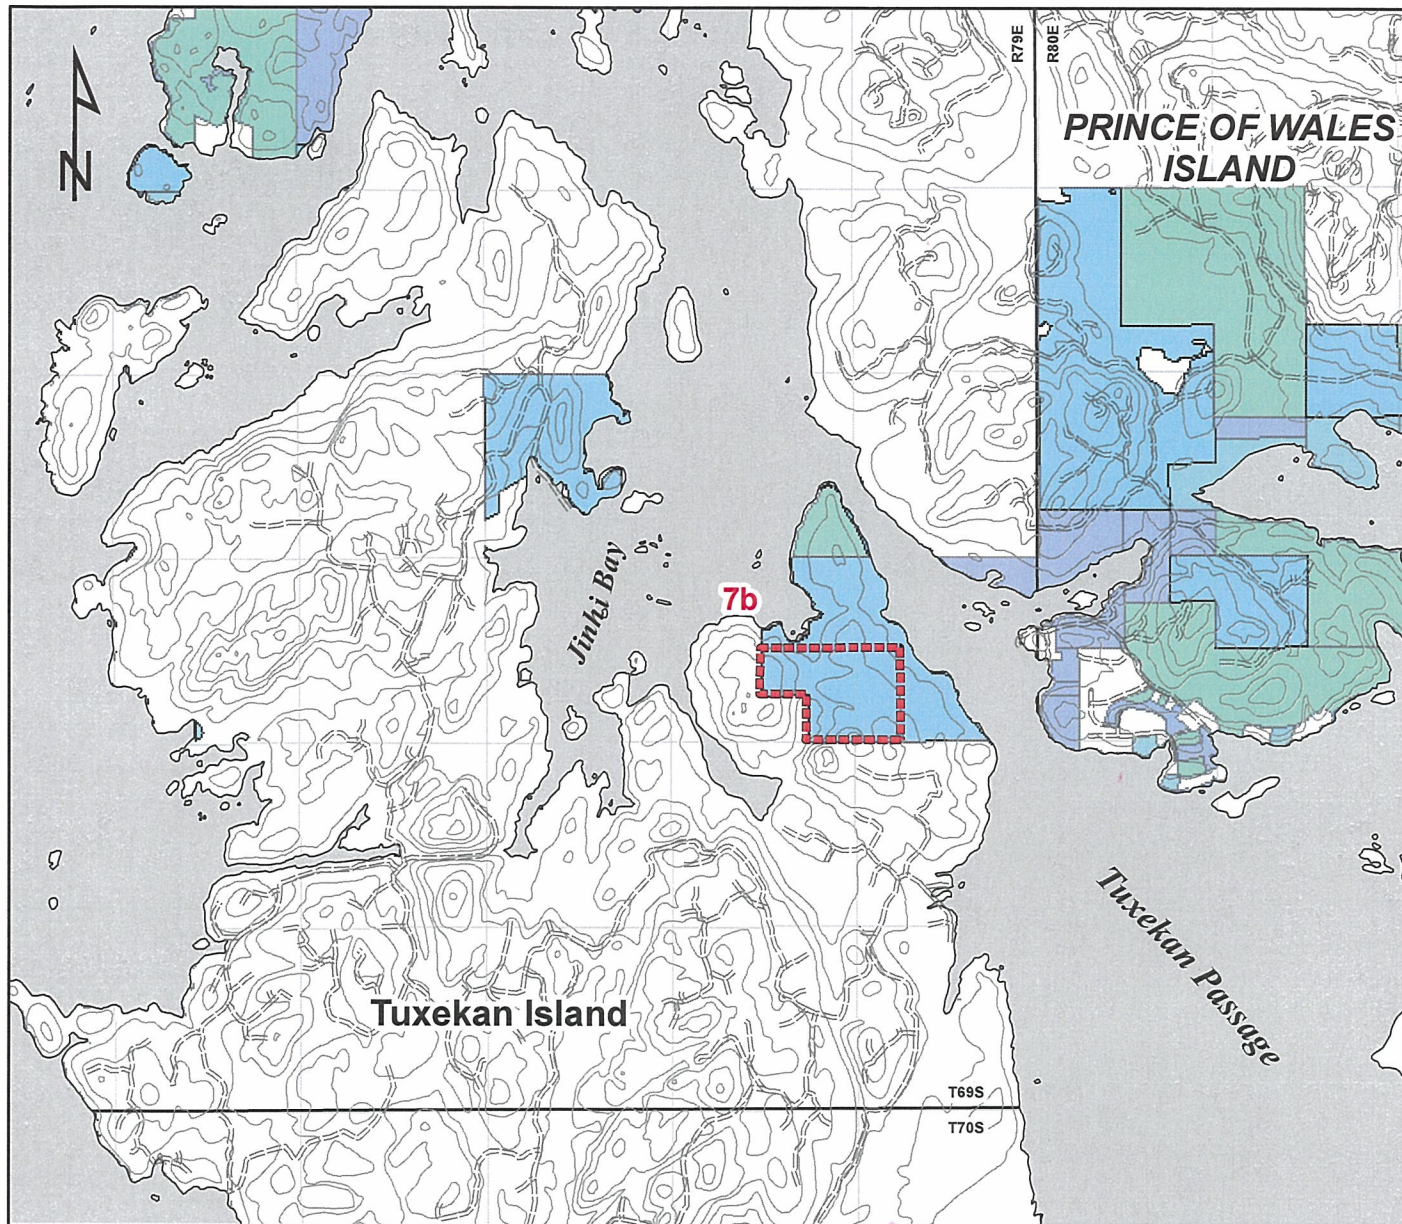 R79E
R80E
PRINCE OF WALES
ISLAND
N
Jinhi Bay
7b
Tuxekan Passage
Tuxekan Island
T69S
T70S